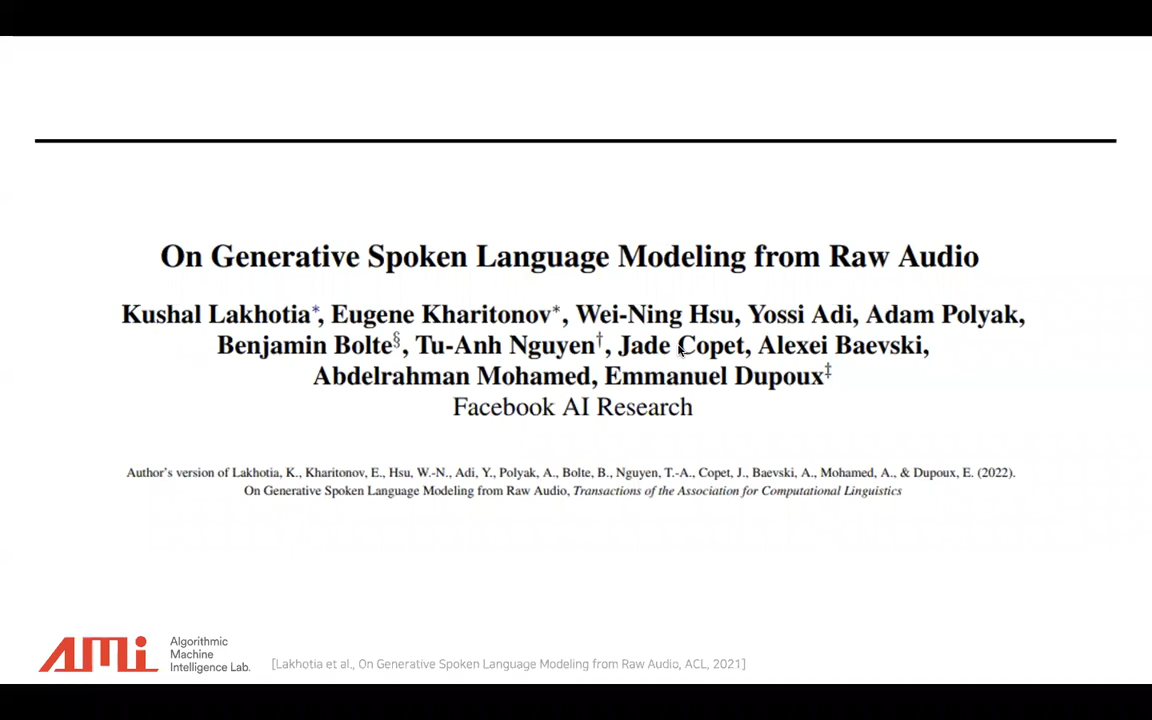 On Generative Spoken Language Modeling from Raw Audio
Kushal Lakhotia*, Eugene Kharitonov*, Wei-Ning Hsu, Yossi Adi, Adam Polyak,
Benjamin Bolte§, Tu-Anh Nguyen†, Jade Copet, Alexei Baevski,
Abdelrahman Mohamed, Emmanuel Dupoux‡
Facebook AI Research
Author's version of Lakhotia, K., Kharitonov, E., Hsu, W.-N., Adi, Y., Polyak, A., Bolte, B., Nguyen, T.-A., Copet, J., Baevski, A., Mohamed, A., & Dupoux, E. (2022).
On Generative Spoken Language Modeling from Raw Audio, Transactions of the Association for Computational Linguistics
AMi
Algorithmic
Machine
Intelligence Lab.
[Lakhotia et al., On Generative Spoken Language Modeling from Raw Audio, ACL, 2021]